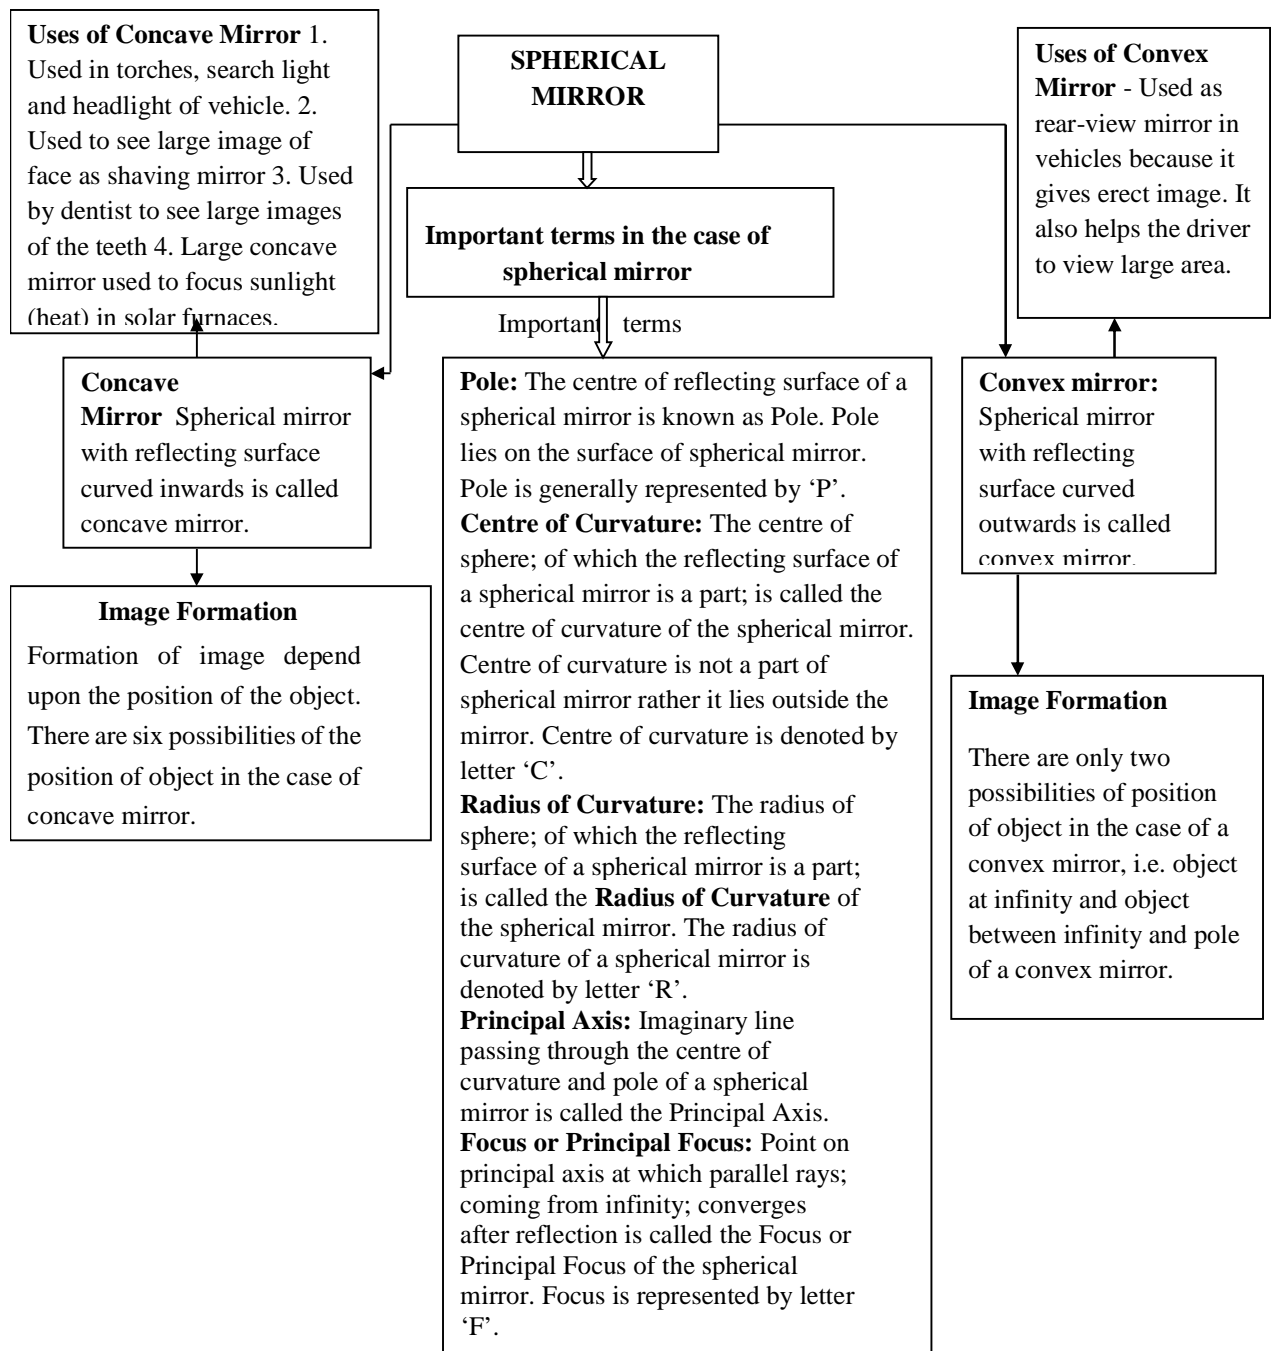 SPHERICAL
MIRROR
Uses of Concave Mirror 1.
Used in torches, search light
and headlight of vehicle. 2.
Used to see large image of
face as shaving mirror 3. Used
by dentist to see large images
of the teeth 4. Large concave
mirror used to focus sunlight
(heat) in solar furnaces.
Uses of Convex
Mirror - Used as
rear-view mirror in
vehicles because it
gives erect image. It
also helps the driver
to view large area.
Important terms in the case of
spherical mirror
Important terms
Concave
Mirror Spherical mirror
with reflecting surface
curved inwards is called
concave mirror.
Image Formation
Formation of image depend
upon the position of the object.
There are six possibilities of the
position of object in the case of
concave mirror.
Pole: The centre of reflecting surface of a
spherical mirror is known as Pole. Pole
lies on the surface of spherical mirror.
Pole is generally represented by ‘P’.
Centre of Curvature: The centre of
sphere; of which the reflecting surface of
a spherical mirror is a part; is called the
centre of curvature of the spherical mirror.
Centre of curvature is not a part of
spherical mirror rather it lies outside the
mirror. Centre of curvature is denoted by
letter ‘C’.
Radius of Curvature: The radius of
sphere; of which the reflecting
surface of a spherical mirror is a part;
is called the Radius of Curvature of
the spherical mirror. The radius of
curvature of a spherical mirror is
denoted by letter ‘R’.
Principal Axis: Imaginary line
passing through the centre of
curvature and pole of a spherical
mirror is called the Principal Axis.
Focus or Principal Focus: Point on
principal axis at which parallel rays;
coming from infinity; converges
after reflection is called the Focus or
Principal Focus of the spherical
mirror. Focus is represented by letter
‘F’.
Convex mirror:
Spherical mirror
with reflecting
surface curved
outwards is called
convex mirror.
Image Formation
There are only two
possibilities of position
of object in the case of a
convex mirror, i.e. object
at infinity and object
between infinity and pole
of a convex mirror.